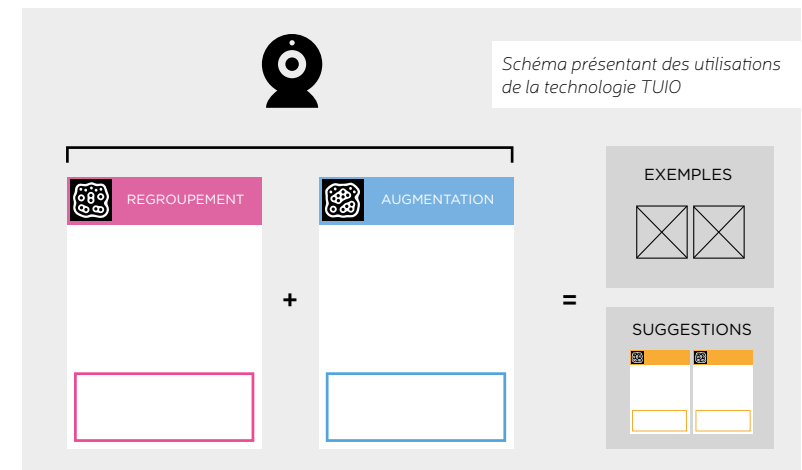 Schéma présentant des utilisations
de la technologie TUIO
REGROUPEMENT
AUGMENTATION
+
=
EXEMPLES
SUGGESTIONS